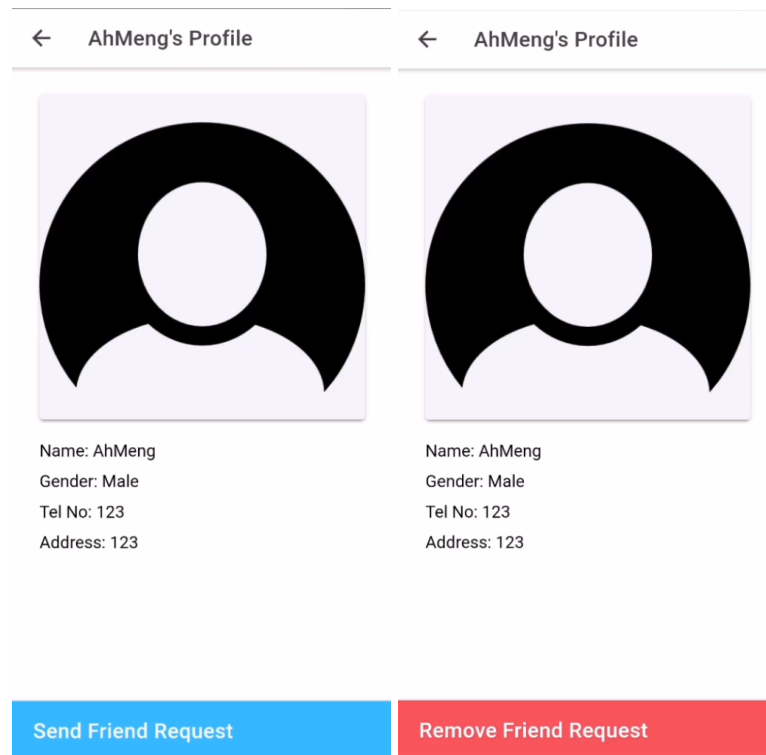 AhMeng's Profile
Name: AhMeng
Gender: Male
Tel No: 123
Address: 123
Send Friend Request
AhMeng's Profile
Name: AhMeng
Gender: Male
Tel No: 123
Address: 123
Remove Friend Request